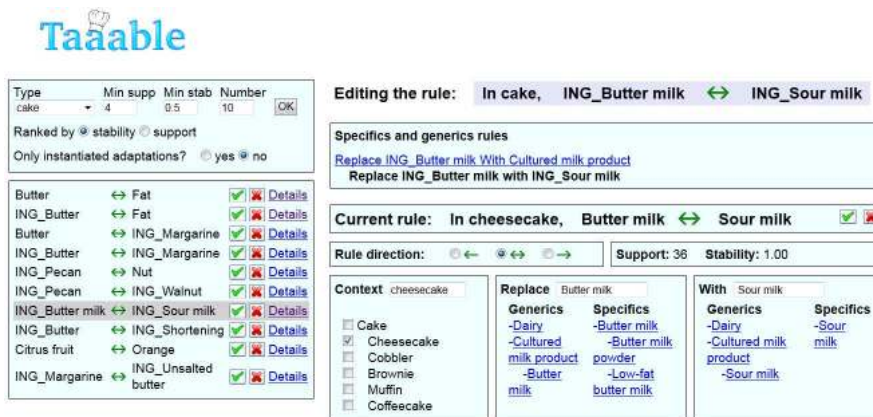 Taaable
Type Min supp Min stab Number
cake 4 0.5 10 OK
Ranked by stability support
Only instantiated adaptations? yes no
Butter ↔ Fat Details
ING_Butter ↔ Fat Details
Butter ↔ ING_Margarine Details
ING_Butter ↔ ING_Margarine Details
ING_Pecan ↔ Nut Details
ING_Pecan ↔ ING_Walnut Details
ING_Butter milk ↔ ING_Sour milk Details
ING_Butter ↔ ING_Shortening Details
Citrus fruit ↔ Orange Details
ING_Margarine ↔ ING_Unsalted butter Details
Editing the rule: In cake, ING_Butter milk ↔ ING_Sour milk
Specifics and generics rules
Replace ING_Butter milk With Cultured milk product
Replace ING_Butter milk with ING_Sour milk
Current rule: In cheesecake, Butter milk ↔ Sour milk
Rule direction: ← ↔ →
Support: 36 Stability: 1.00
Context cheesecake
Cake
Cheesecake
Cobbler
Brownie
Muffin
Coffeecake
Replace Butter milk
Generics
-Dairy
-Cultured
milk product
-Butter
milk
Specifics
-Butter milk
-Butter milk
powder
-Low-fat
butter milk
With Sour milk
Generics
-Dairy
-Cultured milk
product
-Sour milk
Specifics
-Sour
milk